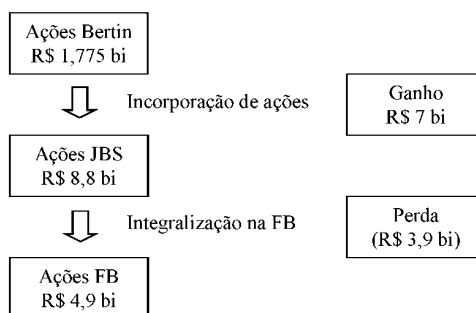 Ações Bertin
R$ 1,775 bi
Incorporação de ações
Ganho
R$ 7 bi
Ações JBS
R$ 8,8 bi
Integralização na FB
Perda
(R$ 3,9 bi)
Ações FB
R$ 4,9 bi